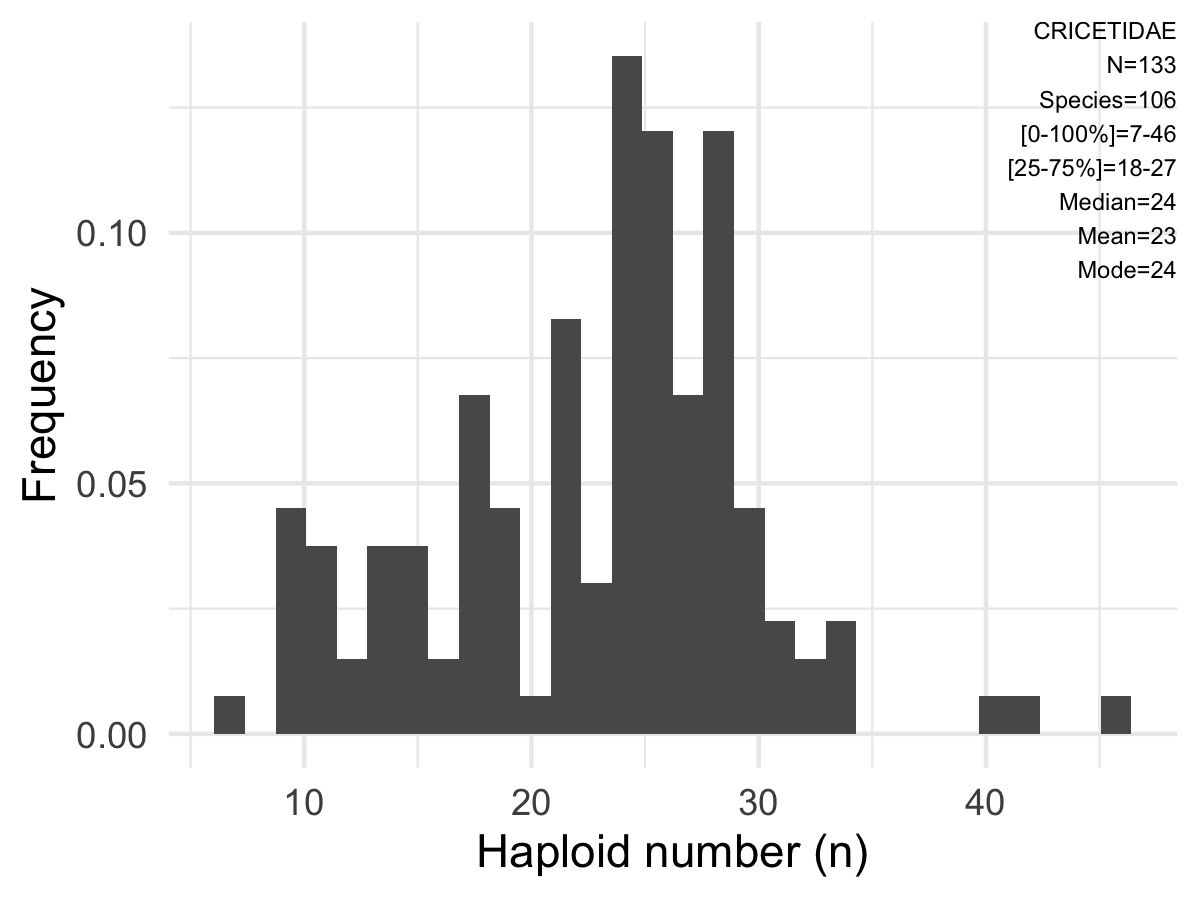 CRICETIDAE
N=133
Species=106
[0-100%]=7-46
[25-75%]=18-27
Median=24
Mean=23
Mode=24
Frequency
0.10
0.05
0.00
10 20 30 40
Haploid number (n)